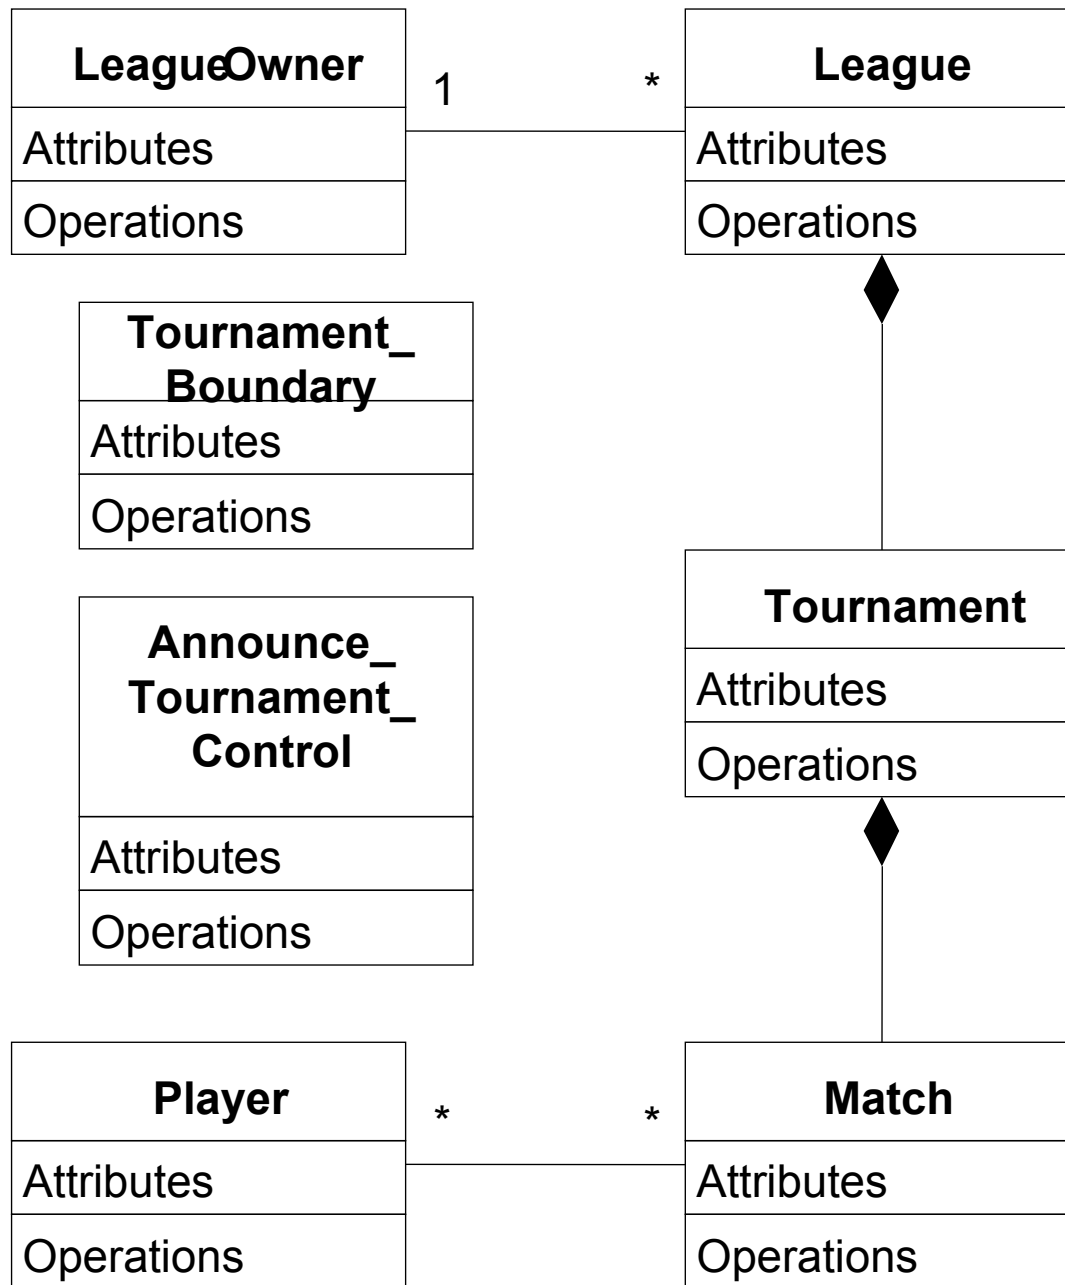 LeagueOwner
Attributes
Operations
1
*
League
Attributes
Operations
Tournament_
Boundary
Attributes
Operations
Announce_
Tournament_
Control
Attributes
Operations
Tournament
Attributes
Operations
Player
Attributes
Operations
*
*
Match
Attributes
Operations